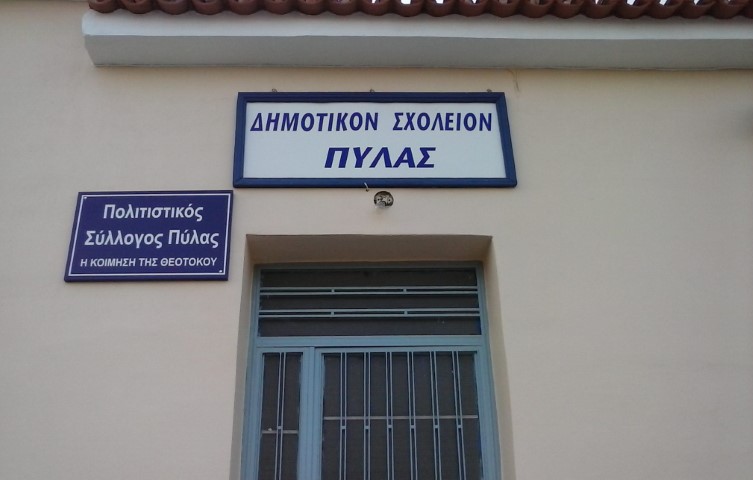 ΔΗΜΟΤΙΚΟΝ ΣΧΟΛΕΙΟΝ
ΠΥΛΑΣ
Πολιτιστικός
Σύλλογος Πύλας
Η ΚΟΙΜΗΣΗ ΤΗΣ ΘΕΟΤΟΚΟΥ